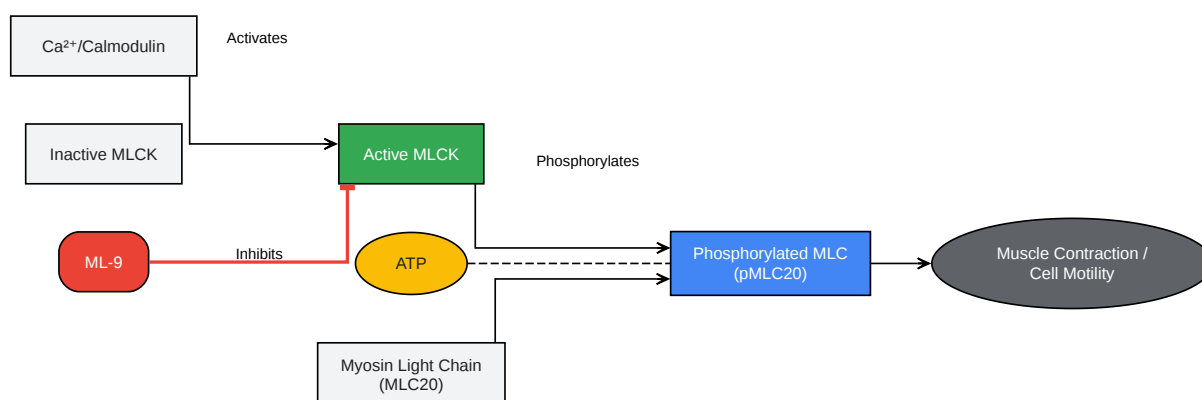 Ca²⁺/Calmodulin
Activates
Inactive MLCK
Active MLCK
Phosphorylates
ML-9
Inhibits
ATP
Phosphorylated MLC
(pMLC20)
Muscle Contraction /
Cell Motility
Myosin Light Chain
(MLC20)